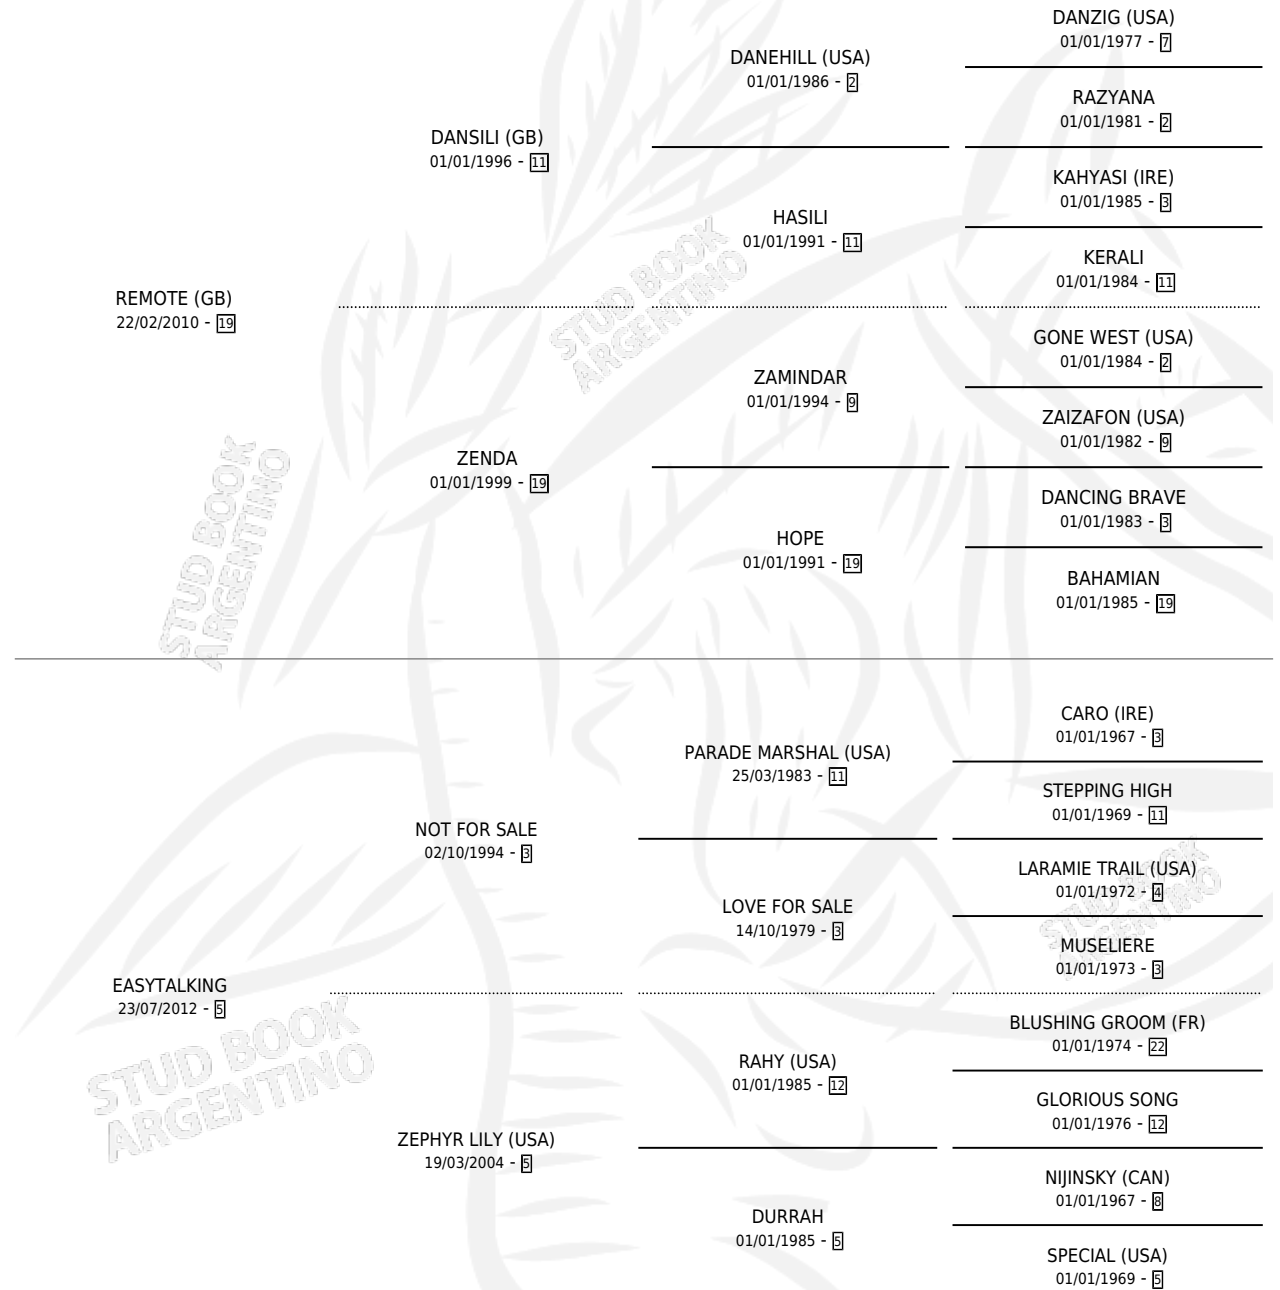 DANZIG (USA)
01/01/1977 - 7
DANEHILL (USA)
01/01/1986 - 2
RAZYANA
01/01/1981 - 2
DANSILI (GB)
01/01/1996 - 11
KAHYASI (IRE)
01/01/1985 - 3
HASILI
01/01/1991 - 11
KERALI
01/01/1984 - 11
REMOTE (GB)
22/02/2010 - 19
GONE WEST (USA)
01/01/1984 - 2
ZAMINDAR
01/01/1994 - 9
ZAIZAFON (USA)
01/01/1982 - 9
ZENDA
01/01/1999 - 19
DANCING BRAVE
01/01/1983 - 3
HOPE
01/01/1991 - 19
BAHAMIAN
01/01/1985 - 19
CARO (IRE)
01/01/1967 - 3
PARADE MARSHAL (USA)
25/03/1983 - 11
STEPPING HIGH
01/01/1969 - 11
NOT FOR SALE
02/10/1994 - 3
LARAMIE TRAIL (USA)
01/01/1972 - 4
LOVE FOR SALE
14/10/1979 - 3
MUSELIERE
01/01/1973 - 3
EASYTALKING
23/07/2012 - 5
BLUSHING GROOM (FR)
01/01/1974 - 22
RAHY (USA)
01/01/1985 - 12
GLORIOUS SONG
01/01/1976 - 12
ZEPHYR LILY (USA)
19/03/2004 - 5
NIJINSKY (CAN)
01/01/1967 - 8
DURRAH
01/01/1985 - 5
SPECIAL (USA)
01/01/1969 - 5
STUD BOOK
ARGENTINO
STUD BOOK
ARGENTINO
STUD BOOK
ARGENTINO
STUD BOOK
ARGENTINO